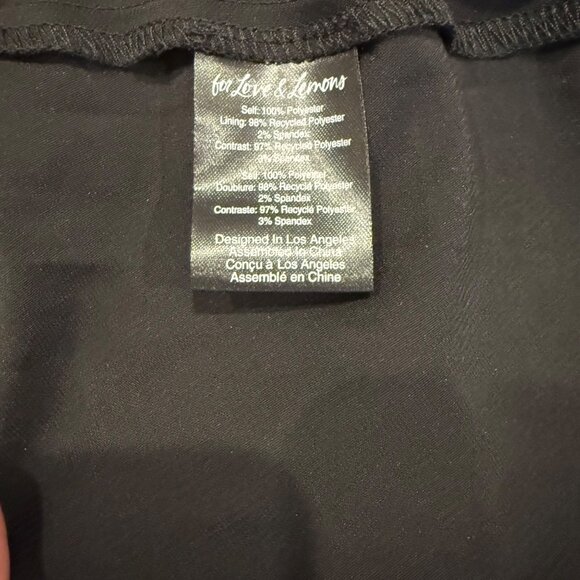 for Love & Lemons
Self: 100% Polyester
Lining: 98% Recycled Polyester
2% Spandex
Contrast: 97% Recycled Polyester
3% Spandex
Self: 100% Polyester
Doublure: 98% Recyclé Polyester
2% Spandex
Contraste: 97% Recyclé Polyester
3% Spandex
Designed In Los Angeles
Assembled in China
Conçu à Los Angeles
Assemblé en Chine